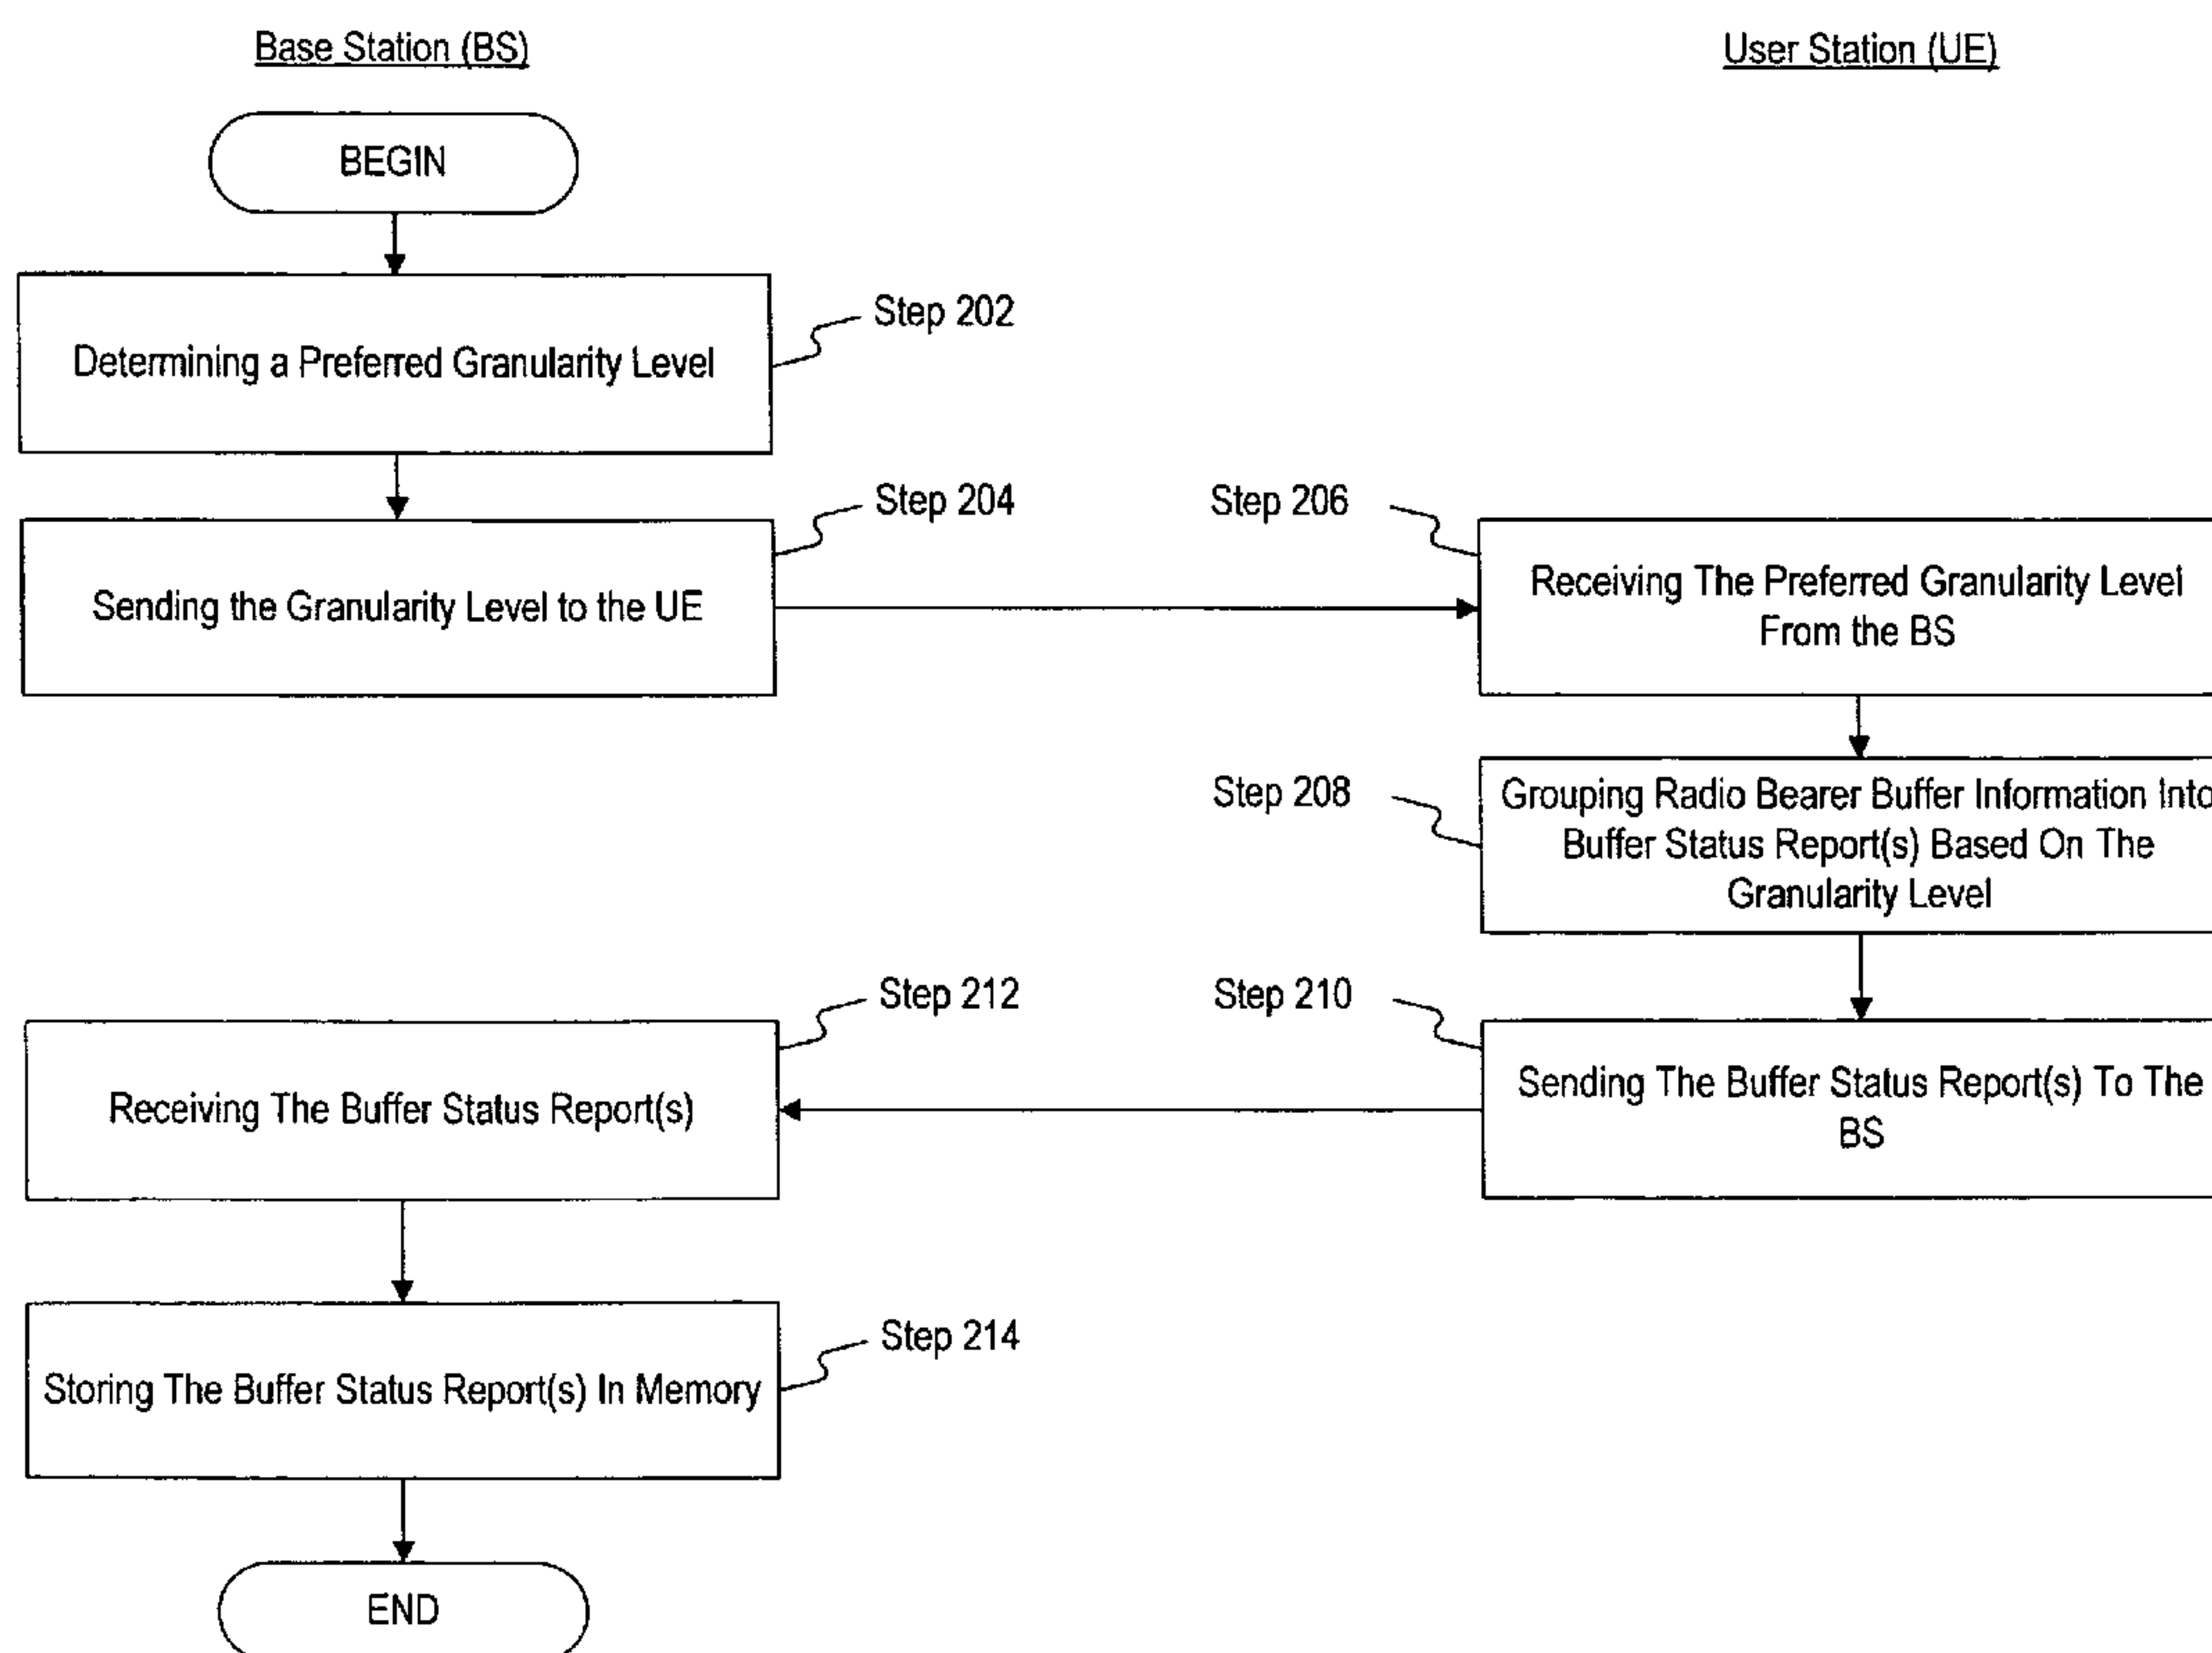 Base Station (BS)
User Station (UE)
BEGIN
Step 202
Determining a Preferred Granularity Level
Step 204
Step 206
Sending the Granularity Level to the UE
Receiving The Preferred Granularity Level
From the BS
Step 208
Grouping Radio Bearer Buffer Information Into
Buffer Status Report(s) Based On The
Granularity Level
Step 212
Step 210
Receiving The Buffer Status Report(s)
Sending The Buffer Status Report(s) To The
BS
Step 214
Storing The Buffer Status Report(s) In Memory
END